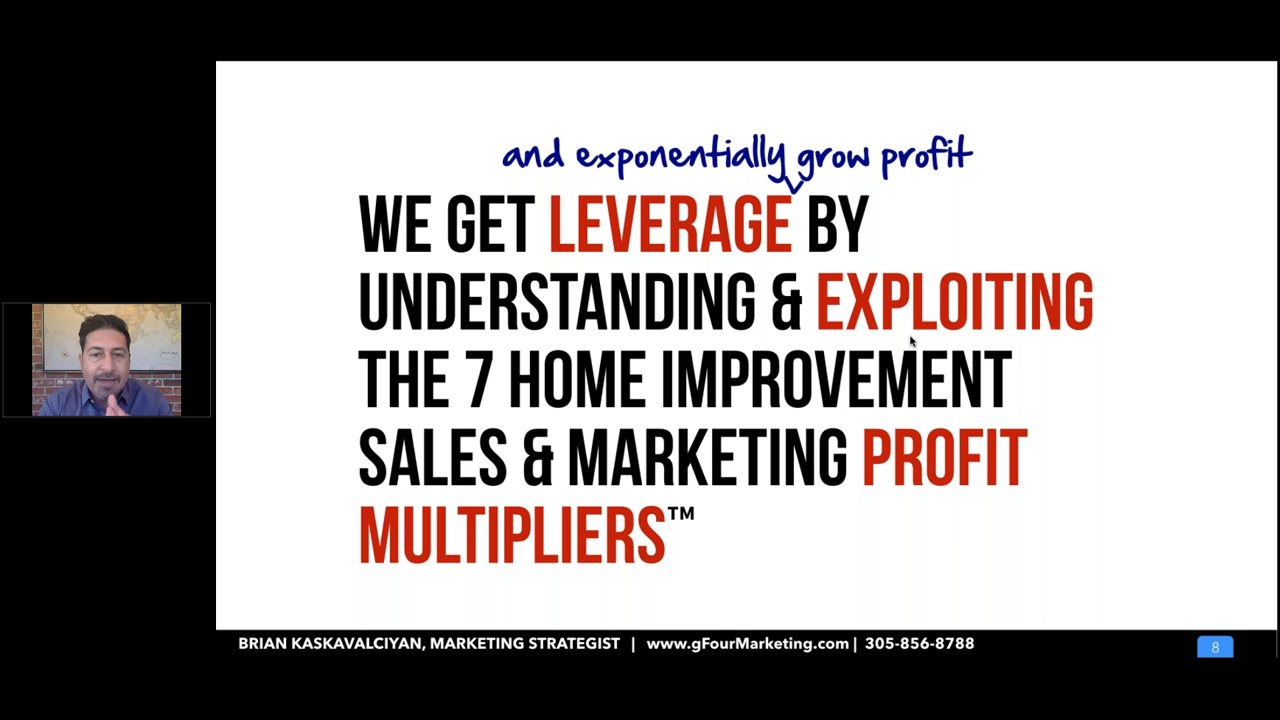 and exponentially grow profit
WE GET LEVERAGE BY
UNDERSTANDING & EXPLOITING
THE 7 HOME IMPROVEMENT
SALES & MARKETING PROFIT
MULTIPLIERS™
BRIAN KASKAVALCIYAN, MARKETING STRATEGIST | www.gFourMarketing.com | 305-856-8788
8